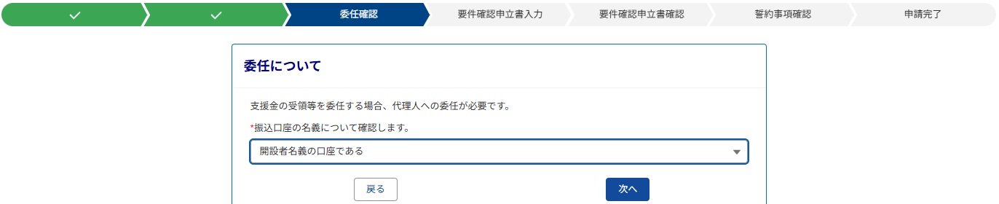 委任確認
要件確認申立書入力
要件確認申立書確認
誓約事項確認
申請完了
委任について
支援金の受領等を委任する場合、代理人への委任が必要です。
*振込口座の名義について確認します。
開設者名義の口座である
戻る
次へ